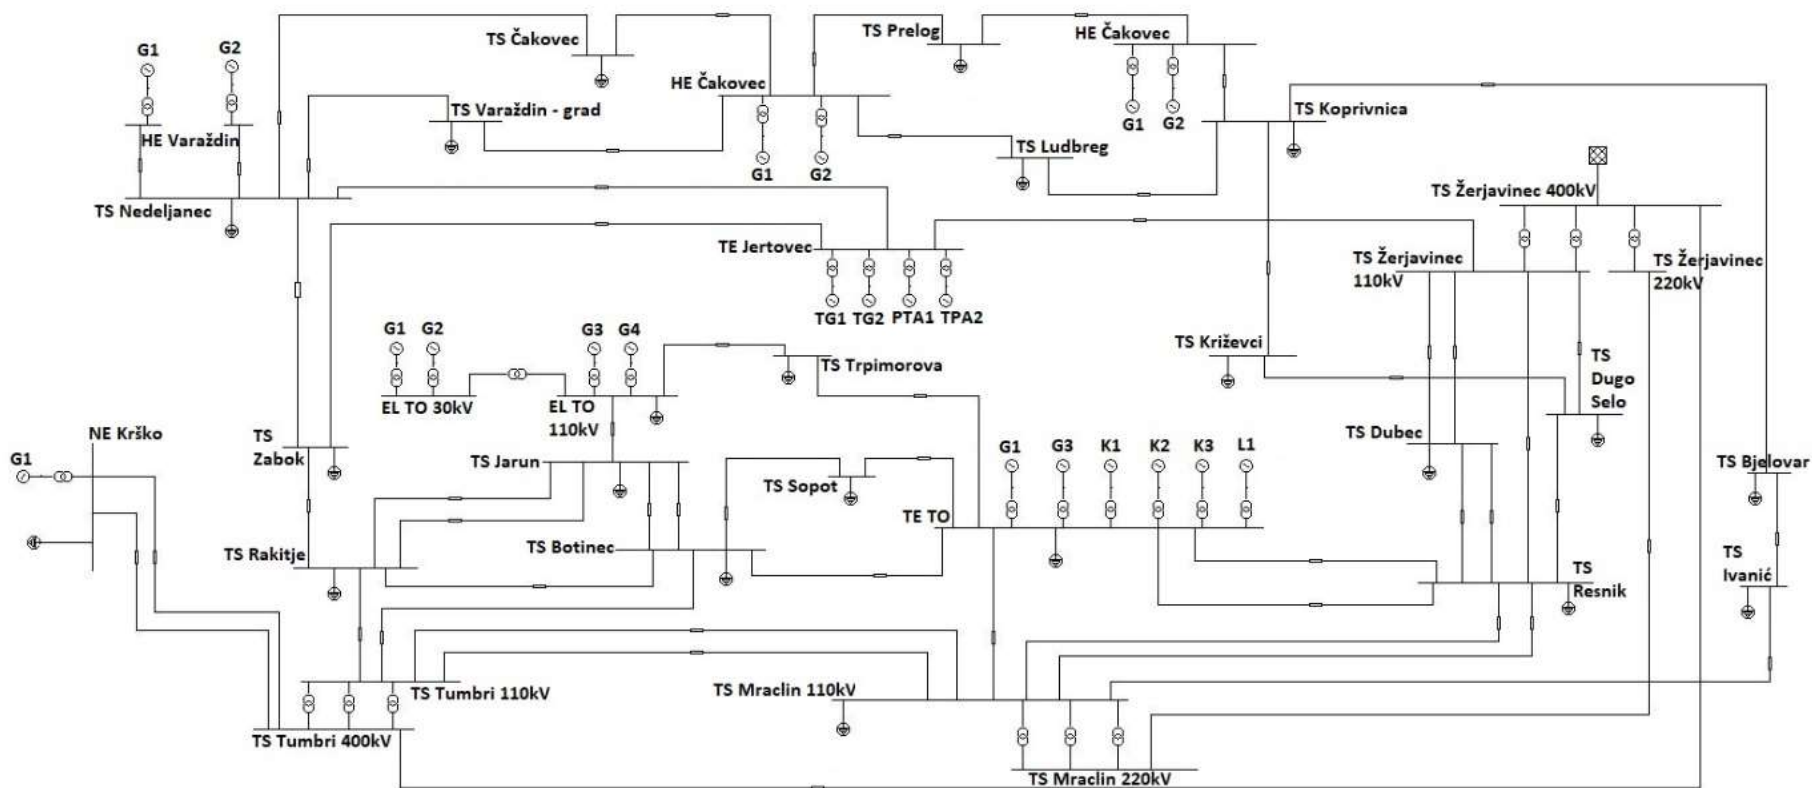 TS Čakovec
TS Prelog
HE Čakovec
G1
G2
HE Čakovec
TS Varaždin - grad
TS Koprivnica
HE Varaždin
G1
G2
TS Ludbreg
G1
G2
TS Žerjavinec 400kV
TS Nedeljanec
TE Jertovec
TS Žerjavinec
110kV
TS Žerjavinec
220kV
TG1
TG2
PTA1
TPA2
G1
G2
G3
G4
TS Križevci
TS Trpimorova
TS
Dugo
Selo
EL TO 30kV
EL TO
110kV
NE Krško
TS
Zabok
TS Dubec
G1
G3
K1
K2
K3
L1
G1
TS Jarun
TS Bjelovar
TS Sopot
TE TO
TS Rakitje
TS Botinec
TS
Resnik
TS
Ivanić
TS Tumbri 110kV
TS Mraclin 110kV
TS Tumbri 400kV
TS Mraclin 220kV